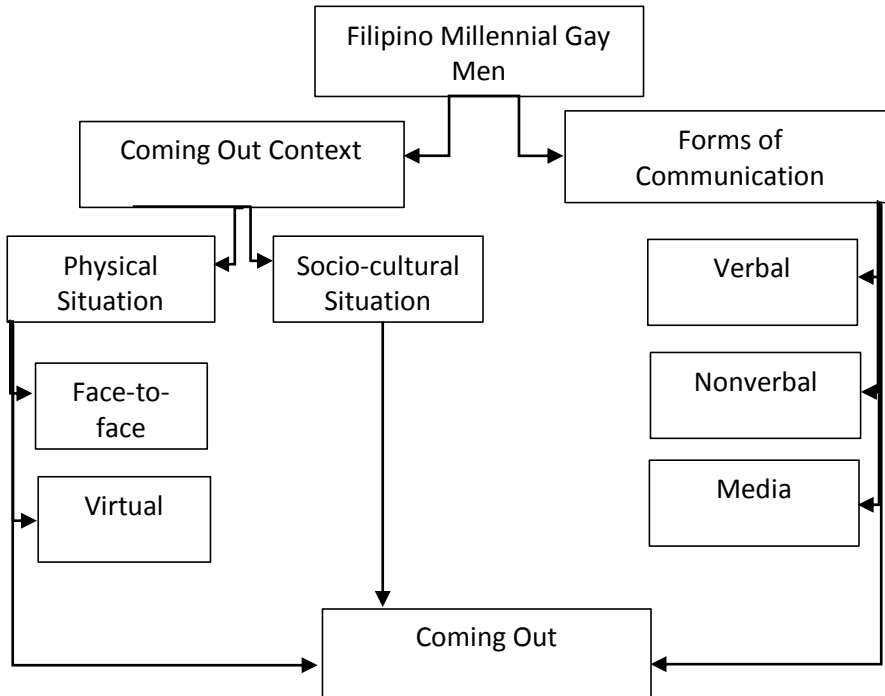 Filipino Millennial Gay
Men
Coming Out Context
Forms of
Communication
Physical
Situation
Socio-cultural
Situation
Verbal
Face-to-
face
Nonverbal
Virtual
Media
Coming Out